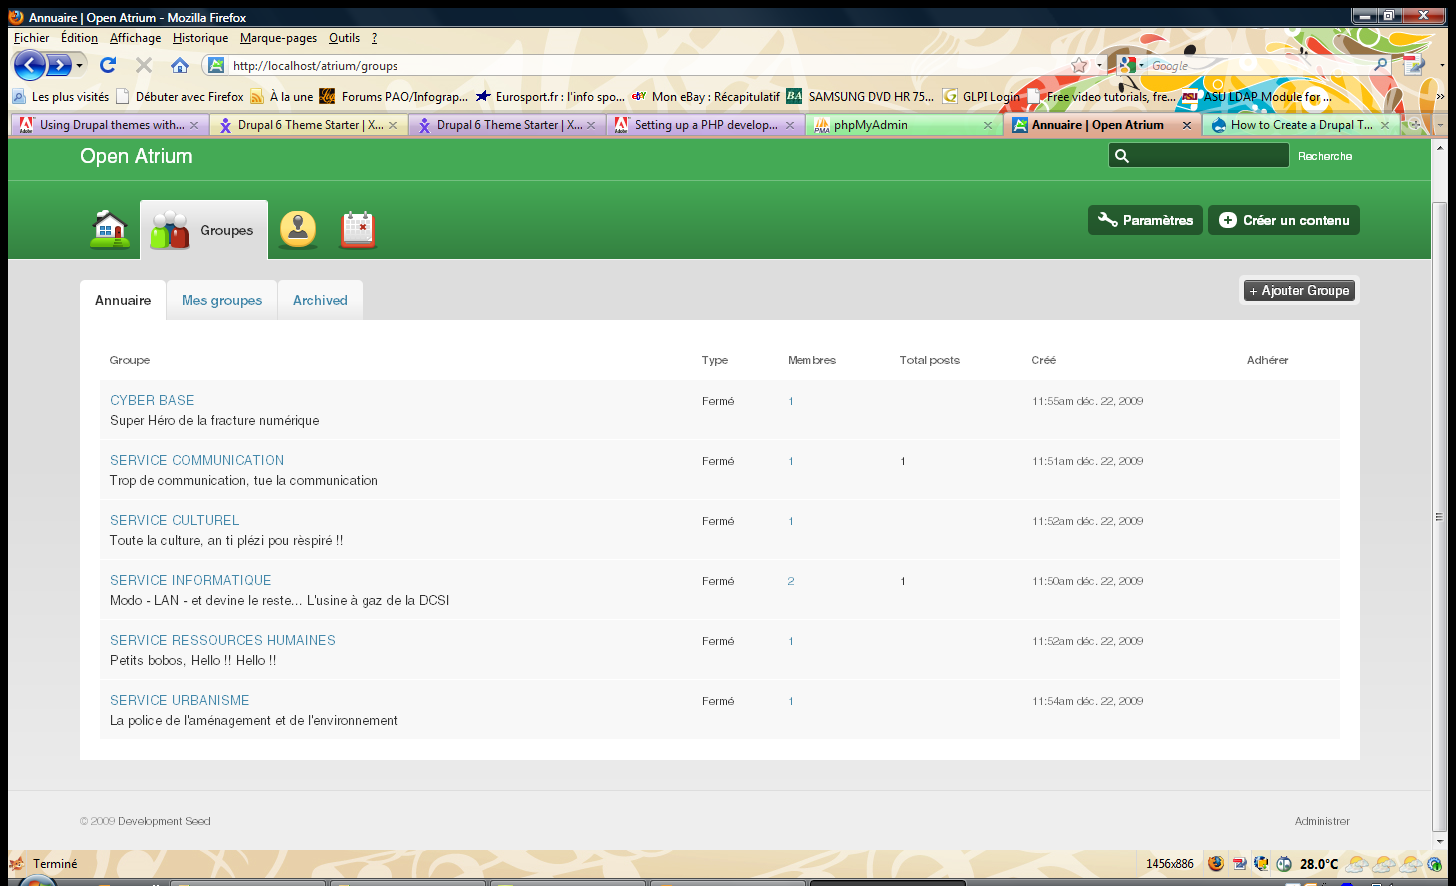 Annuaire | Open Atrium - Mozilla Firefox
Fichier Édition Affichage Historique Marque-pages Outils ?
http://localhost/atrium/groups Google
Les plus visités Débuter avec Firefox À la une Forums PAO/Infograp... Eurosport.fr : l'info spo... Mon eBay : Récapitulatif SAMSUNG DVD HR 75... GLPI Login Free video tutorials, fre... ASU LDAP Module for ...
Using Drupal themes with... Drupal 6 Theme Starter | X... Drupal 6 Theme Starter | X... Setting up a PHP develop... phpMyAdmin Annuaire | Open Atrium How to Create a Drupal T...
Open Atrium Recherche
Groupes Paramètres Créer un contenu
Annuaire Mes groupes Archived + Ajouter Groupe
Groupe Type Membres Total posts Créé Adhérer
CYBER BASE Fermé 1 11:55am déc. 22, 2009
Super Héro de la fracture numérique
SERVICE COMMUNICATION Fermé 1 1 11:51am déc. 22, 2009
Trop de communication, tue la communication
SERVICE CULTUREL Fermé 1 11:52am déc. 22, 2009
Toute la culture, an ti plézi pou rèspiré !!
SERVICE INFORMATIQUE Fermé 2 1 11:50am déc. 22, 2009
Modo - LAN - et devine le reste... L'usine à gaz de la DCSI
SERVICE RESSOURCES HUMAINES Fermé 1 11:52am déc. 22, 2009
Petits bobos, Hello !! Hello !!
SERVICE URBANISME Fermé 1 11:54am déc. 22, 2009
La police de l'aménagement et de l'environnement
© 2009 Development Seed Administrer
Terminé 1456x886 28.0°C